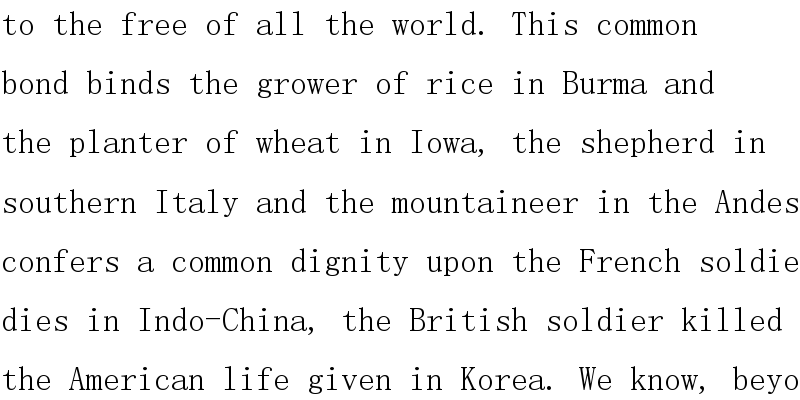 to the free of all the world. This common
bond binds the grower of rice in Burma and
the planter of wheat in Iowa, the shepherd in
southern Italy and the mountaineer in the Andes
confers a common dignity upon the French soldie
dies in Indo-China, the British soldier killed
the American life given in Korea. We know, beyo